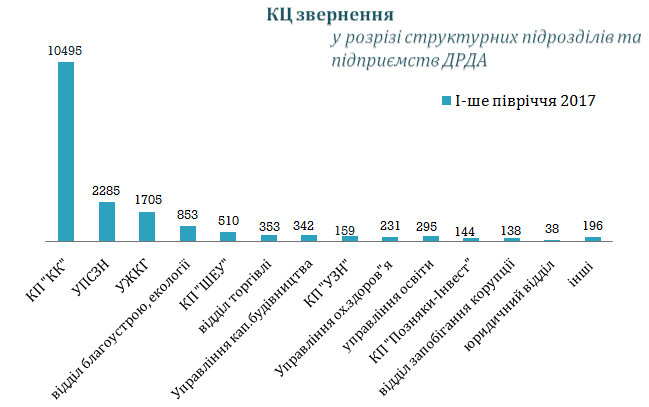 КЦ звернення
у розрізі структурних підрозділів та
підприємств ДРДА
І-ше півріччя 2017
10495
2285
1705
853
510
353
342
159
231
295
144
138
38
196
КП "КК"
УПСЗН
УЖКГ
відділ благоустрою, екології
КП "ШЕУ"
відділ торгівлі
Управління кап.будівництва
КП "УЗН"
Управління ох.здоров"я
управління освіти
КП "Позняки-Інвест"
відділ запобігання корупції
юридичний відділ
інші